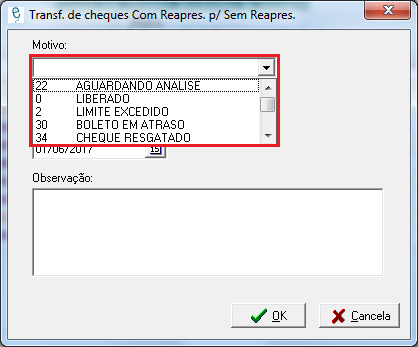 Transf. de cheques Com Reapres. p/ Sem Reapres.
Motivo:
22 AGUARDANDO ANALISE
0 LIBERADO
2 LIMITE EXCEDIDO
30 BOLETO EM ATRASO
34 CHEQUE RESGATADO
01/06/2017 15
Observação:
OK
Cancela